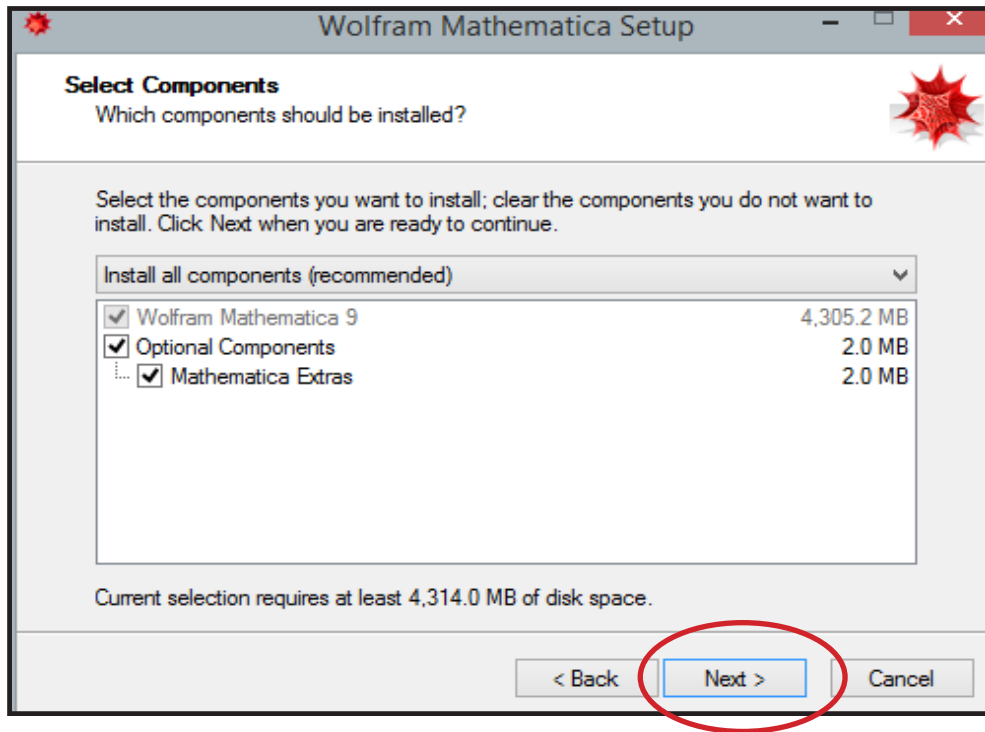 Wolfram Mathematica Setup
Select Components
Which components should be installed?
Select the components you want to install; clear the components you do not want to
install. Click Next when you are ready to continue.
Install all components (recommended)
Wolfram Mathematica 9 4,305.2 MB
Optional Components 2.0 MB
Mathematica Extras 2.0 MB
Current selection requires at least 4,314.0 MB of disk space.
< Back Next > Cancel